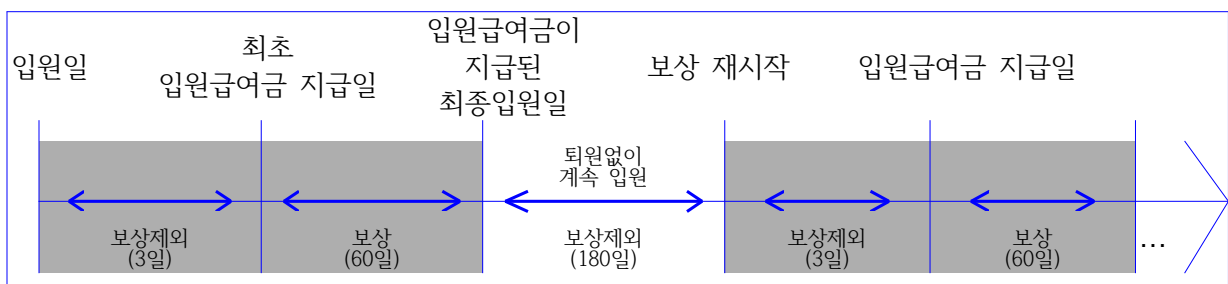 입원일
최초
입원급여금 지급일
입원급여금이
지급된
최종입원일
보상 재시작
입원급여금 지급일
퇴원없이
계속 입원
보상제외
(3일)
보상
(60일)
보상제외
(180일)
보상제외
(3일)
보상
(60일)
...